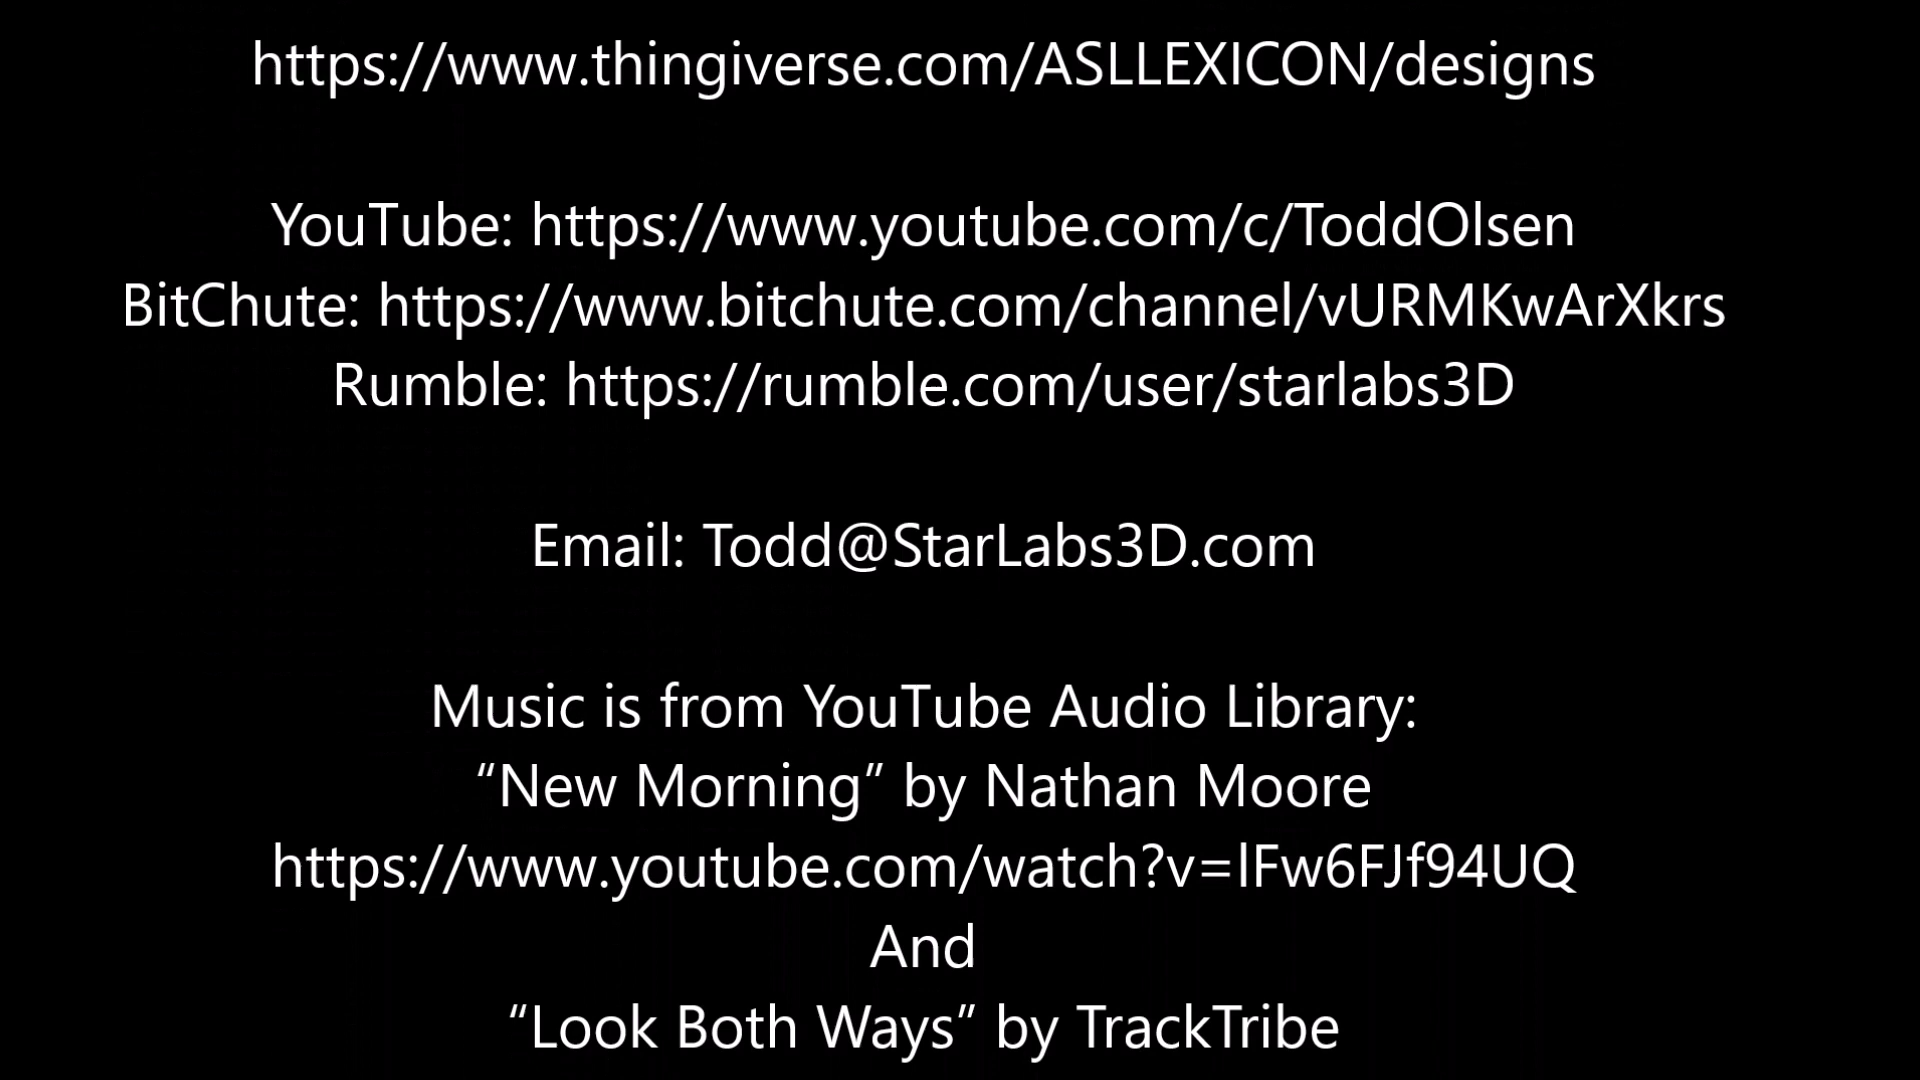 https://www.thingiverse.com/ASLLEXICON/designs
YouTube: https://www.youtube.com/c/ToddOlsen
BitChute: https://www.bitchute.com/channel/vURMKwArXkrs
Rumble: https://rumble.com/user/starlabs3D
Email: Todd@StarLabs3D.com
Music is from YouTube Audio Library:
“New Morning” by Nathan Moore
https://www.youtube.com/watch?v=lFw6FJf94UQ
And
“Look Both Ways” by TrackTribe